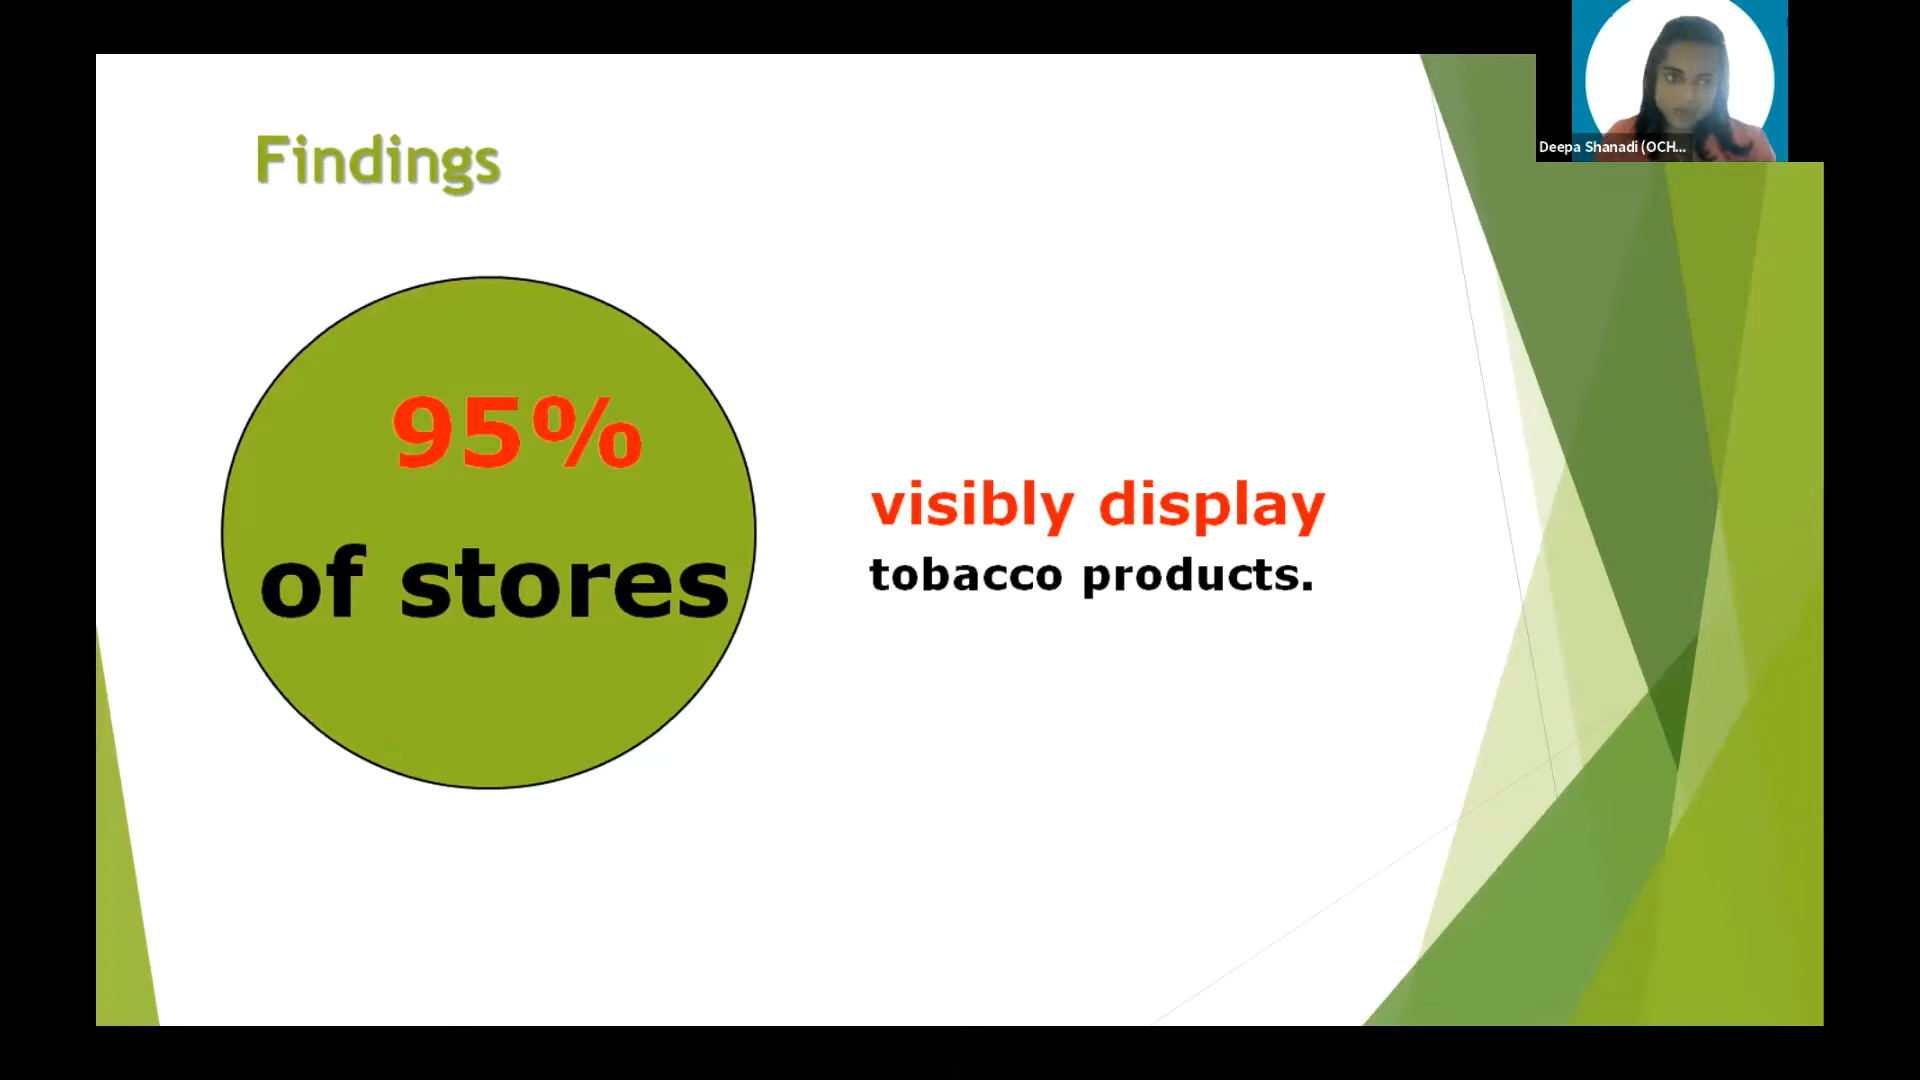 Findings
95%
of stores
visibly display
tobacco products.
Deepa Shanadi (OCH...